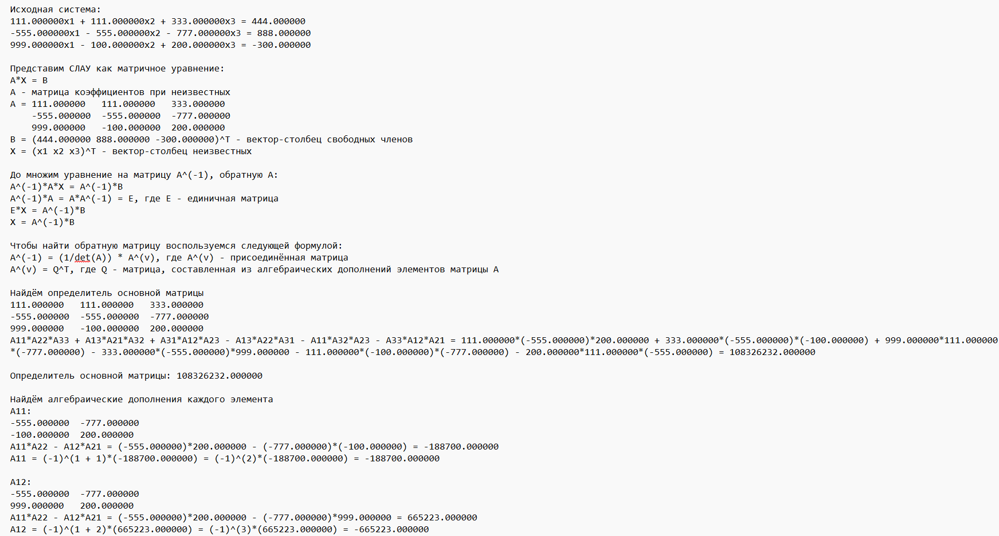 Исходная система:
111.000000x1 + 111.000000x2 + 333.000000x3 = 444.000000
-555.000000x1 - 555.000000x2 - 777.000000x3 = 888.000000
999.000000x1 - 100.000000x2 + 200.000000x3 = -300.000000
Представим СЛАУ как матричное уравнение:
A*X = B
A - матрица коэффициентов при неизвестных
A = 111.000000   111.000000   333.000000
-555.000000  -555.000000  -777.000000
999.000000   -100.000000  200.000000
B = (444.000000 888.000000 -300.000000)^T - вектор-столбец свободных членов
X = (x1 x2 x3)^T - вектор-столбец неизвестных
До множим уравнение на матрицу A^(-1), обратную A:
A^(-1)*A*X = A^(-1)*B
A^(-1)*A = A*A^(-1) = E, где E - единичная матрица
E*X = A^(-1)*B
X = A^(-1)*B
Чтобы найти обратную матрицу воспользуемся следующей формулой:
A^(-1) = (1/det(A)) * A^(v), где A^(v) - присоединённая матрица
A^(v) = Q^T, где Q - матрица, составленная из алгебраических дополнений элементов матрицы A
Найдём определитель основной матрицы
111.000000   111.000000   333.000000
-555.000000  -555.000000  -777.000000
999.000000   -100.000000  200.000000
A11*A22*A33 + A13*A21*A32 + A31*A12*A23 - A13*A22*A31 - A11*A32*A23 - A33*A12*A21 = 111.000000*(-555.000000)*200.000000 + 333.000000*(-555.000000)*(-100.000000) + 999.000000*111.000000
*(-777.000000) - 333.000000*(-555.000000)*999.000000 - 111.000000*(-100.000000)*(-777.000000) - 200.000000*111.000000*(-555.000000) = 108326232.000000
Определитель основной матрицы: 108326232.000000
Найдём алгебраические дополнения каждого элемента
A11:
-555.000000  -777.000000
-100.000000  200.000000
A11*A22 - A12*A21 = (-555.000000)*200.000000 - (-777.000000)*(-100.000000) = -188700.000000
A11 = (-1)^(1 + 1)*(-188700.000000) = (-1)^(2)*(-188700.000000) = -188700.000000
A12:
-555.000000  -777.000000
999.000000   200.000000
A11*A22 - A12*A21 = (-555.000000)*200.000000 - (-777.000000)*999.000000 = 665223.000000
A12 = (-1)^(1 + 2)*(665223.000000) = (-1)^(3)*(665223.000000) = -665223.000000